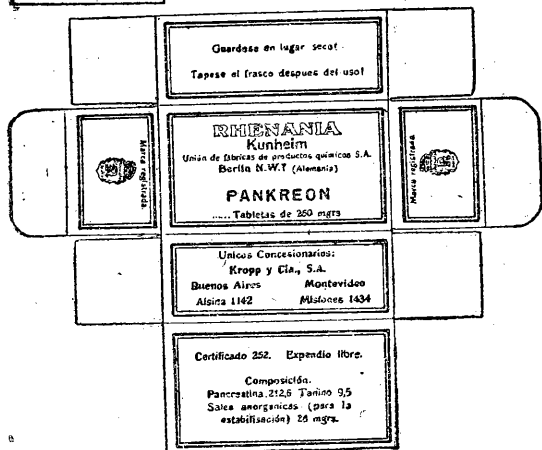 Guardese en lugar seco!
Tapese el frasco despues del uso!
Marca registrada.
RHENANIA
Kunheim
Unión de fábricas de productos quimicos S.A.
Berlin N.W.7 (Alemania)
PANKREON
..... Tabletas de 250 mgrs
Marca registrada
Unicos Concesionarios:
Kropp y Cia., S.A.
Buenos Aires Montevideo
Alsina 1142 Misiones 1434
Certificado 252. Expendio libre.
Composición.
Pancreatina 212,6 Tanino 9,5
Sales anorganicas (para la
estabilisación) 28 mgrs.